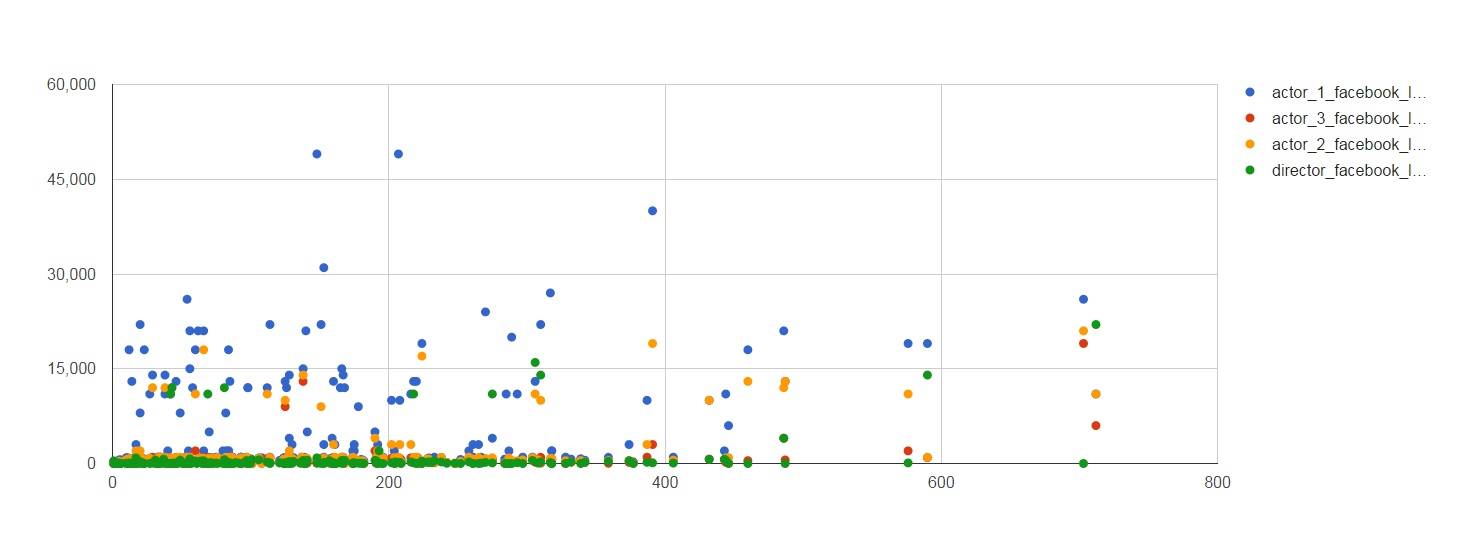 60,000
45,000
30,000
15,000
0
0 200 400 600 800
actor_1_facebook_l...
actor_3_facebook_l...
actor_2_facebook_l...
director_facebook_l...